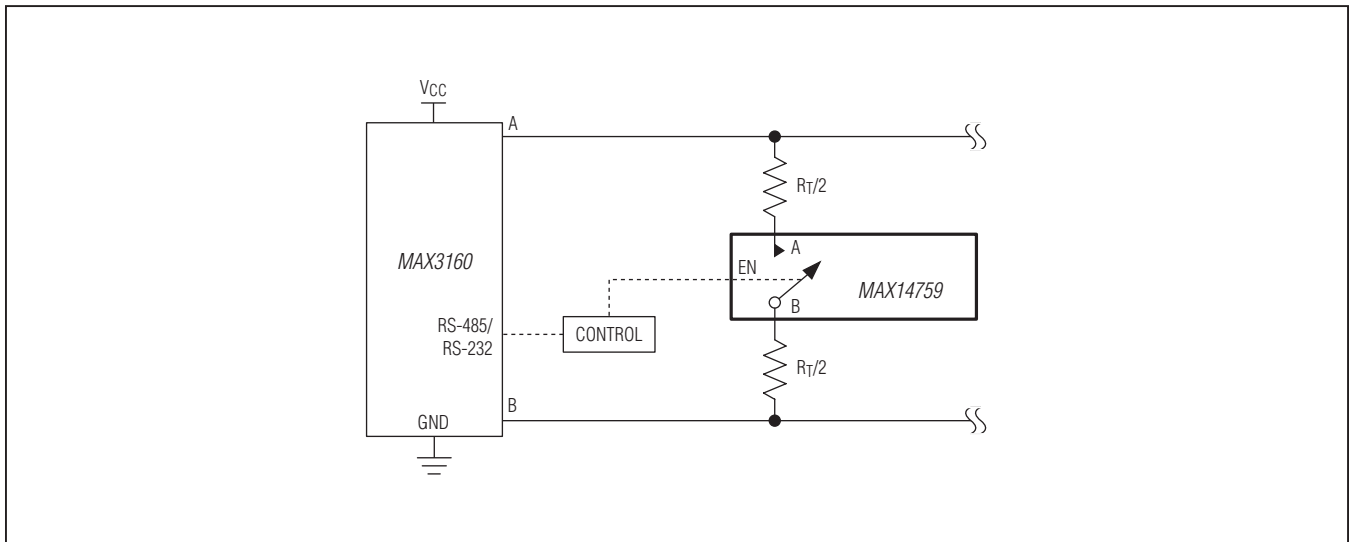 VCC
A
RT/2
A
EN
MAX3160
MAX14759
B
RS-485/
RS-232
CONTROL
RT/2
B
GND